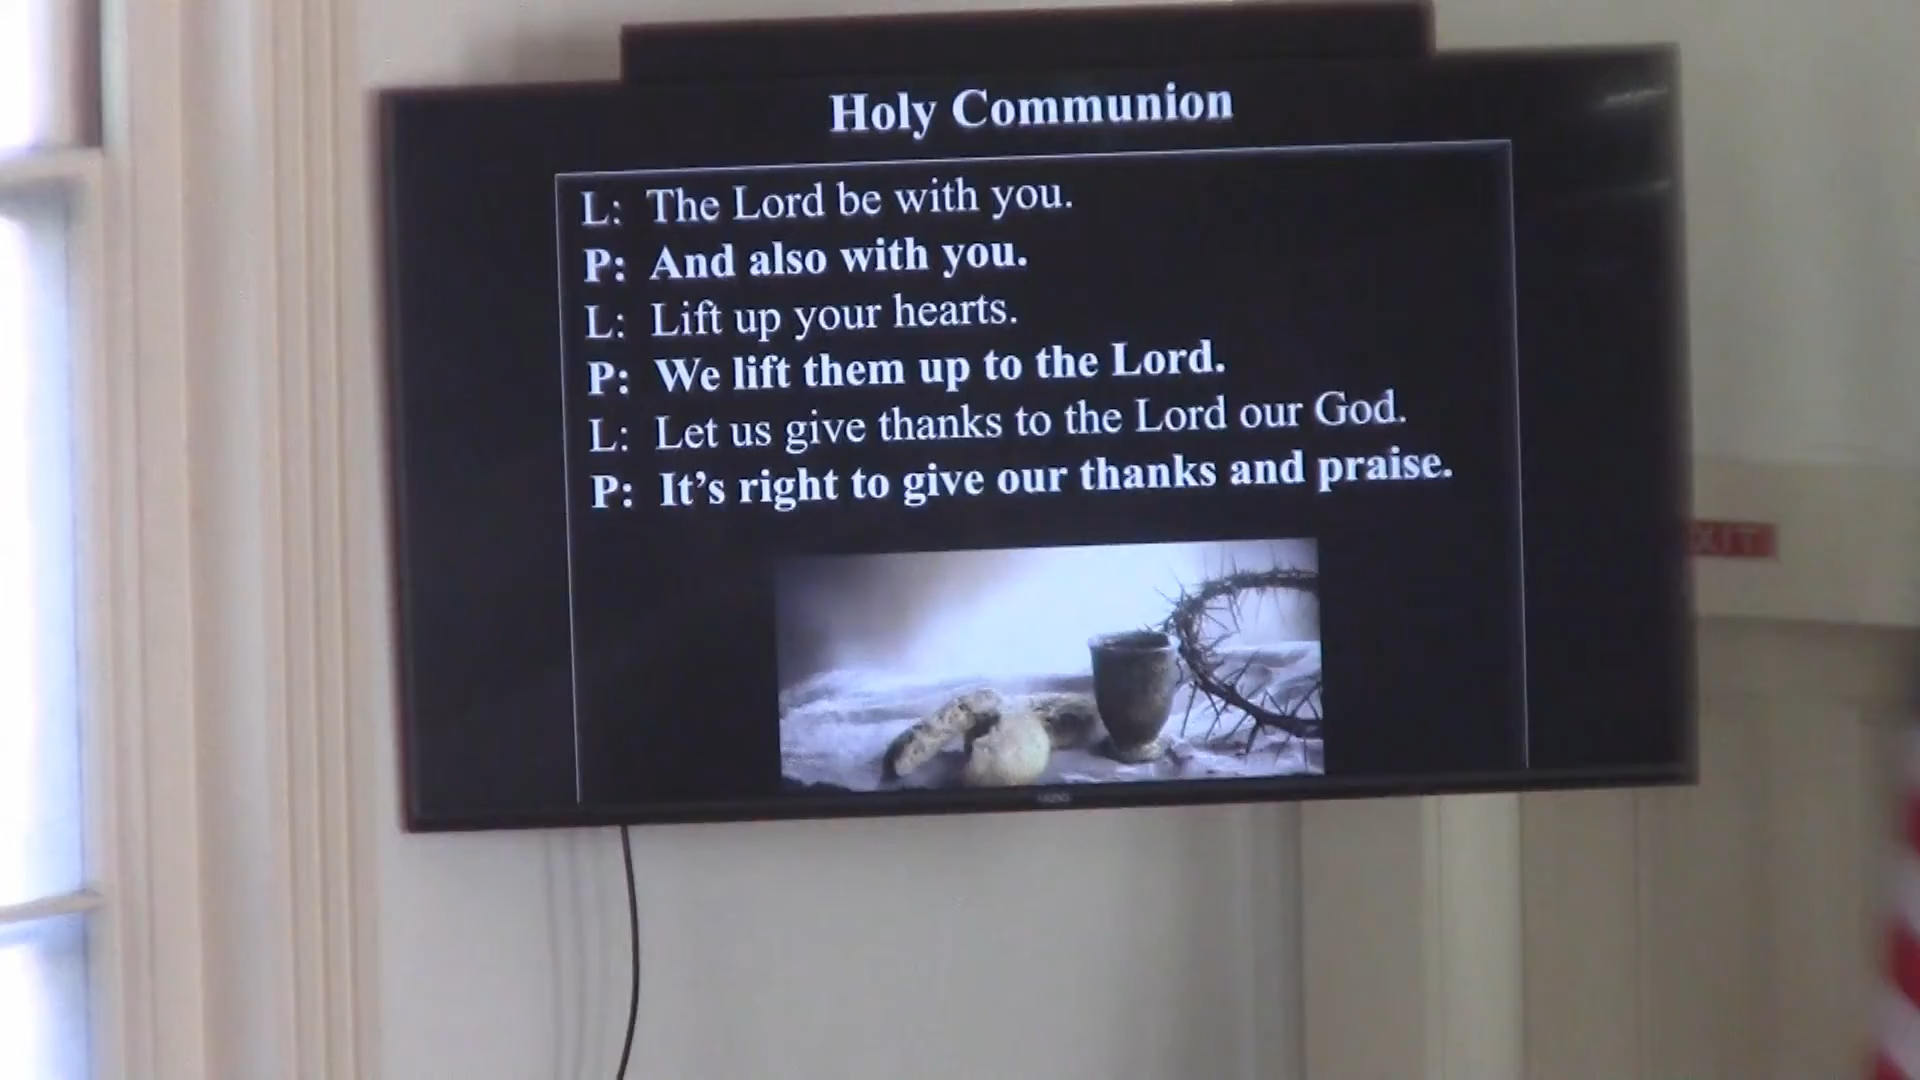 Holy Communion
L: The Lord be with you.
P: And also with you.
L: Lift up your hearts.
P: We lift them up to the Lord.
L: Let us give thanks to the Lord our God.
P: It's right to give our thanks and praise.